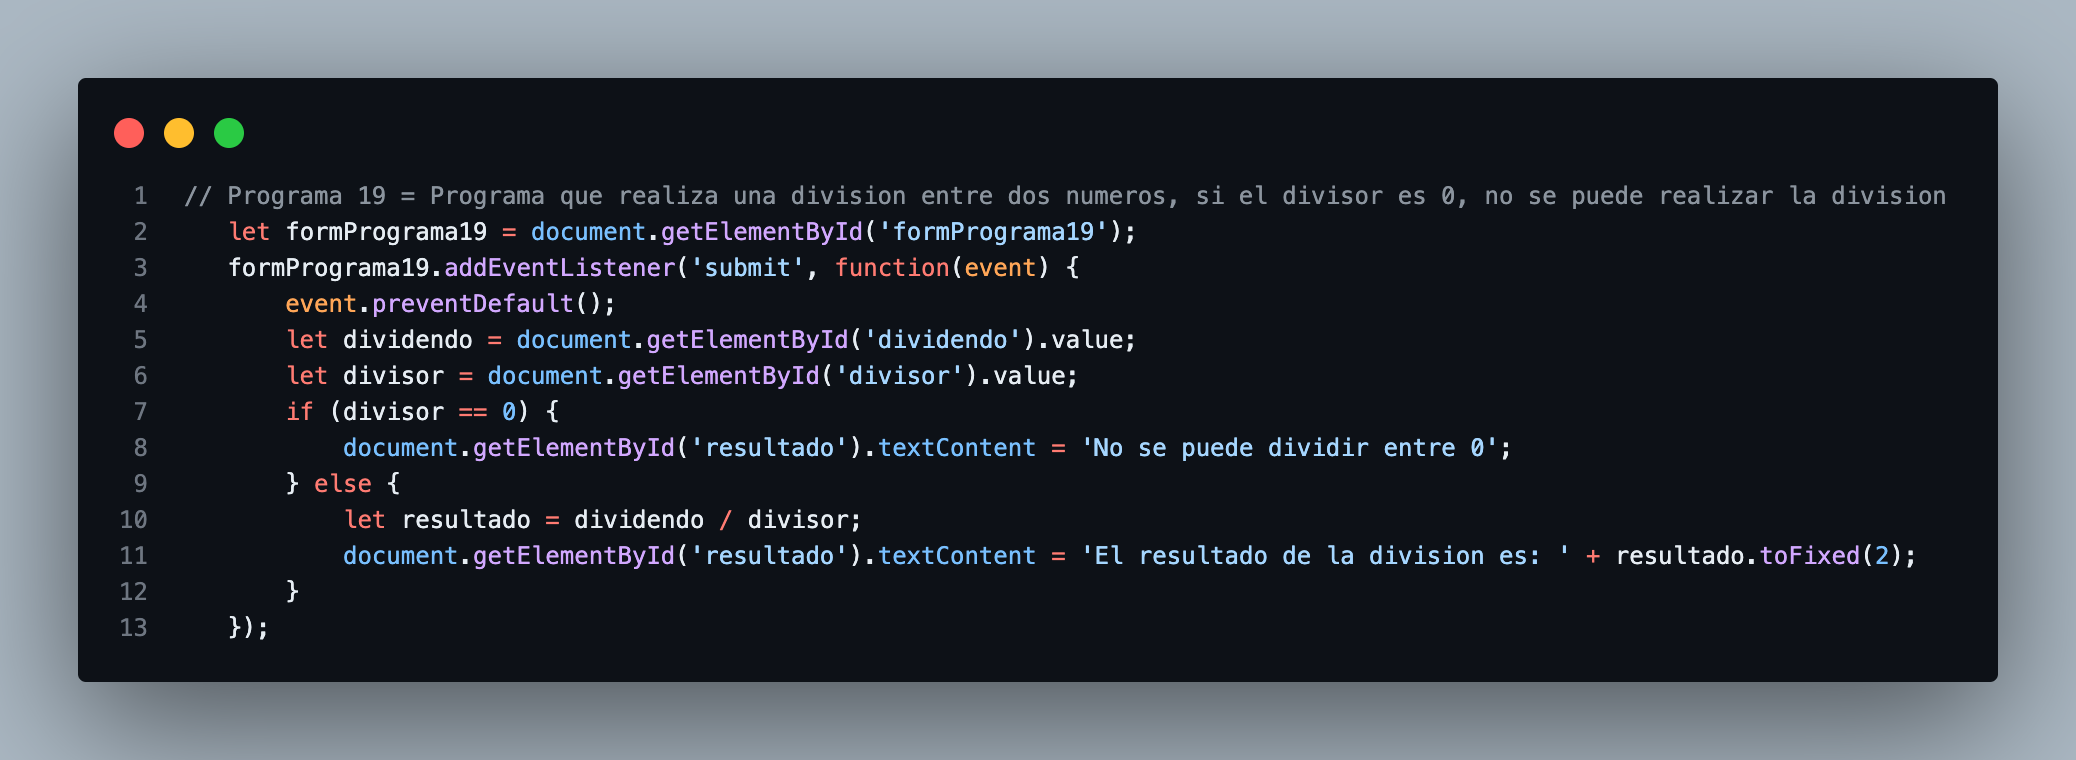 1 // Programa 19 = Programa que realiza una division entre dos numeros, si el divisor es 0, no se puede realizar la division
2 let formPrograma19 = document.getElementById('formPrograma19');
3 formPrograma19.addEventListener('submit', function(event) {
4 event.preventDefault();
5 let dividendo = document.getElementById('dividendo').value;
6 let divisor = document.getElementById('divisor').value;
7 if (divisor == 0) {
8 document.getElementById('resultado').textContent = 'No se puede dividir entre 0';
9 } else {
10 let resultado = dividendo / divisor;
11 document.getElementById('resultado').textContent = 'El resultado de la division es: ' + resultado.toFixed(2);
12 }
13 });